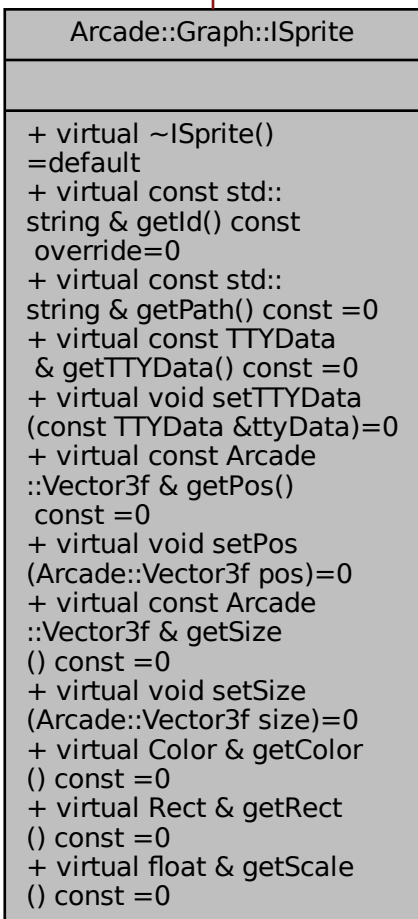 Arcade::Graph::ISprite
+ virtual ~ISprite()
=default
+ virtual const std::
string & getId() const
override=0
+ virtual const std::
string & getPath() const =0
+ virtual const TTYData
& getTTYData() const =0
+ virtual void setTTYData
(const TTYData &ttyData)=0
+ virtual const Arcade
::Vector3f & getPos()
const =0
+ virtual void setPos
(Arcade::Vector3f pos)=0
+ virtual const Arcade
::Vector3f & getSize
() const =0
+ virtual void setSize
(Arcade::Vector3f size)=0
+ virtual Color & getColor
() const =0
+ virtual Rect & getRect
() const =0
+ virtual float & getScale
() const =0